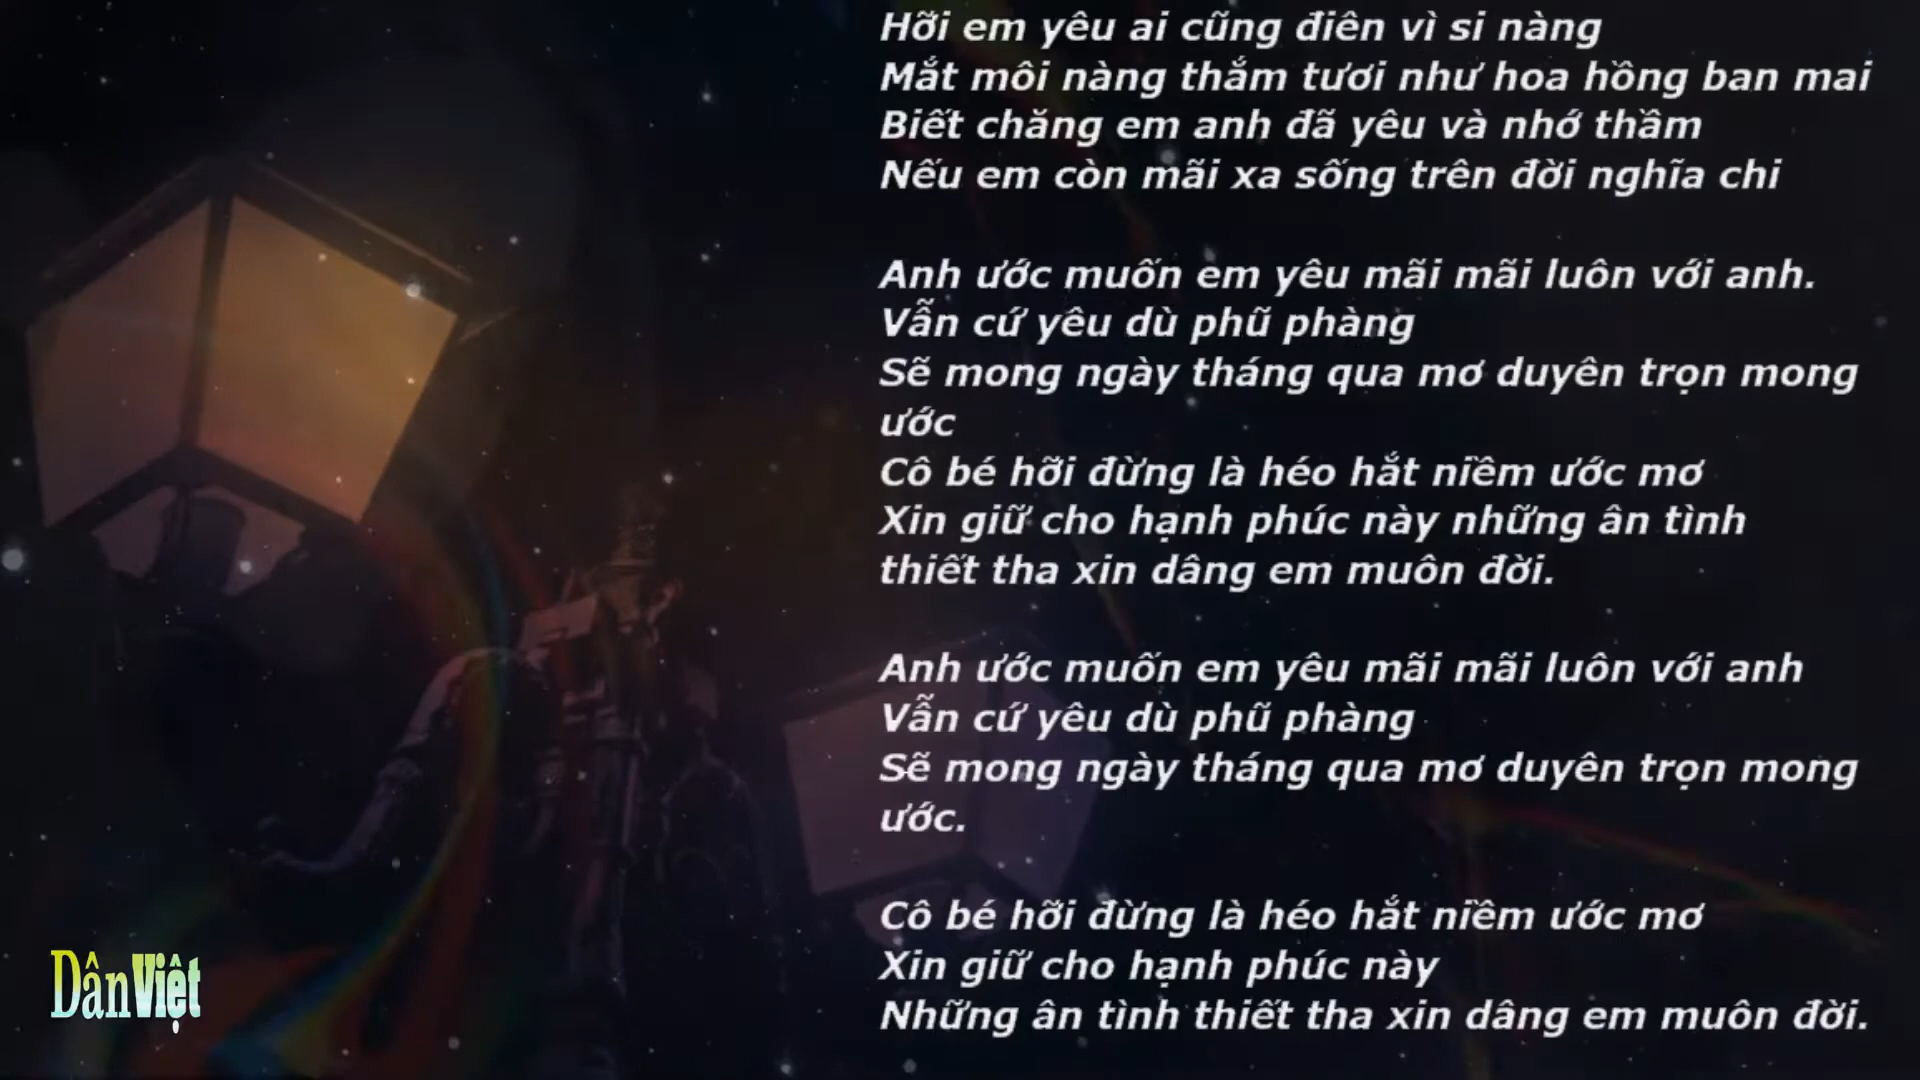 Hỡi em yêu ai cũng điên vì si nàng
Mắt môi nàng thắm tươi như hoa hồng ban mai
Biết chăng em anh đã yêu và nhớ thầm
Nếu em còn mãi xa sống trên đời nghĩa chi
Anh ước muốn em yêu mãi mãi luôn với anh.
Vẫn cứ yêu dù phũ phàng
Sẽ mong ngày tháng qua mơ duyên trọn mong
ước
Cô bé hỡi đừng là héo hắt niềm ước mơ
Xin giữ cho hạnh phúc này những ân tình
thiết tha xin dâng em muôn đời.
Anh ước muốn em yêu mãi mãi luôn với anh
Vẫn cứ yêu dù phũ phàng
Sẽ mong ngày tháng qua mơ duyên trọn mong
ước.
Cô bé hỡi đừng là héo hắt niềm ước mơ
Xin giữ cho hạnh phúc này
Những ân tình thiết tha xin dâng em muôn đời.
DânViệt